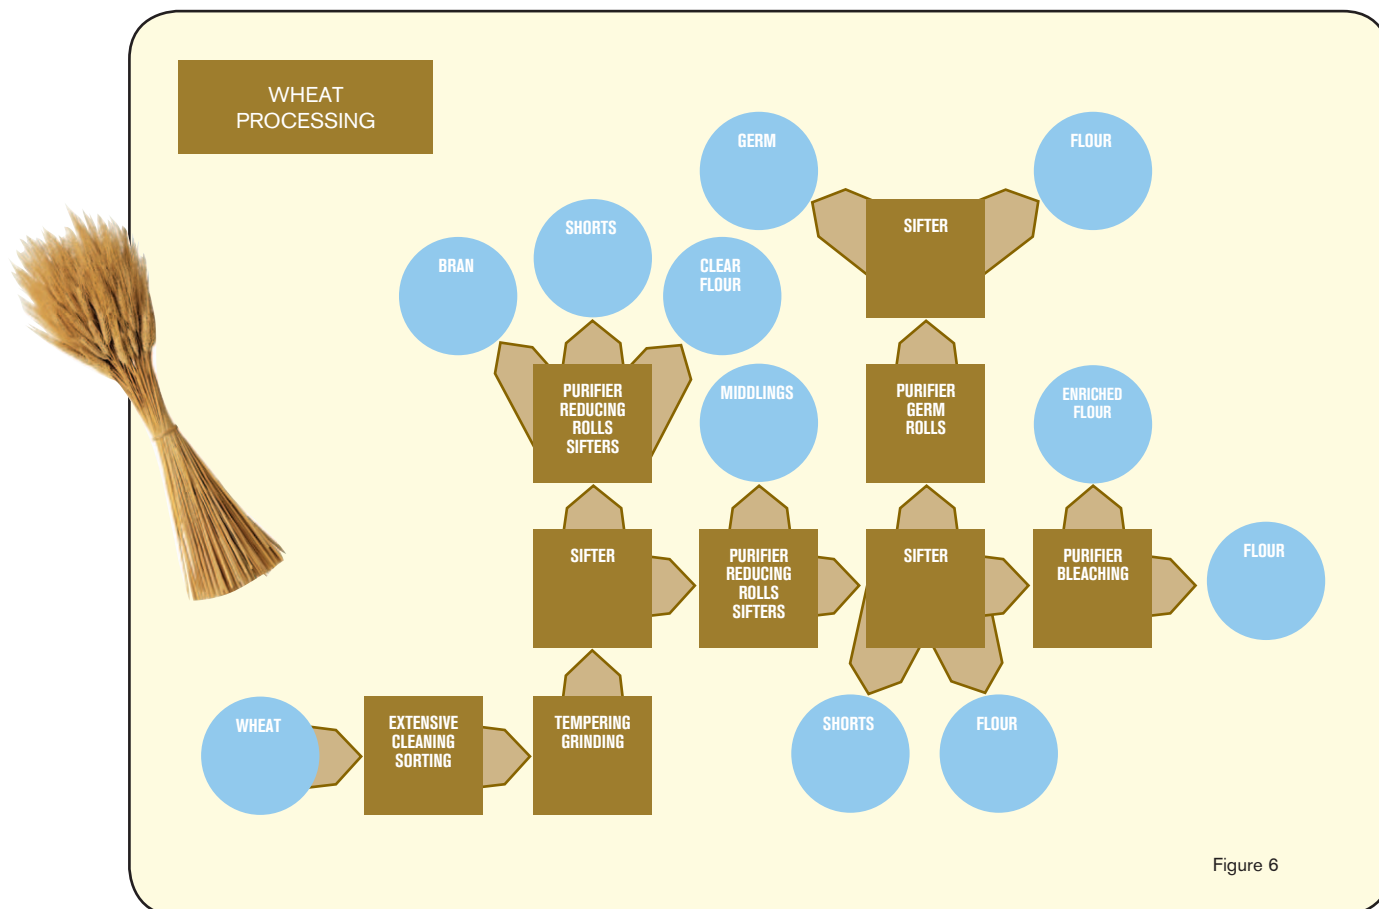 WHEAT
PROCESSING
GERM
FLOUR
SHORTS
SIFTER
BRAN
CLEAR
FLOUR
PURIFIER
REDUCING
ROLLS
SIFTERS
MIDDLINGS
PURIFIER
GERM
ROLLS
ENRICHED
FLOUR
SIFTER
PURIFIER
REDUCING
ROLLS
SIFTERS
SIFTER
PURIFIER
BLEACHING
FLOUR
WHEAT
EXTENSIVE
CLEANING
SORTING
TEMPERING
GRINDING
SHORTS
FLOUR
Figure 6